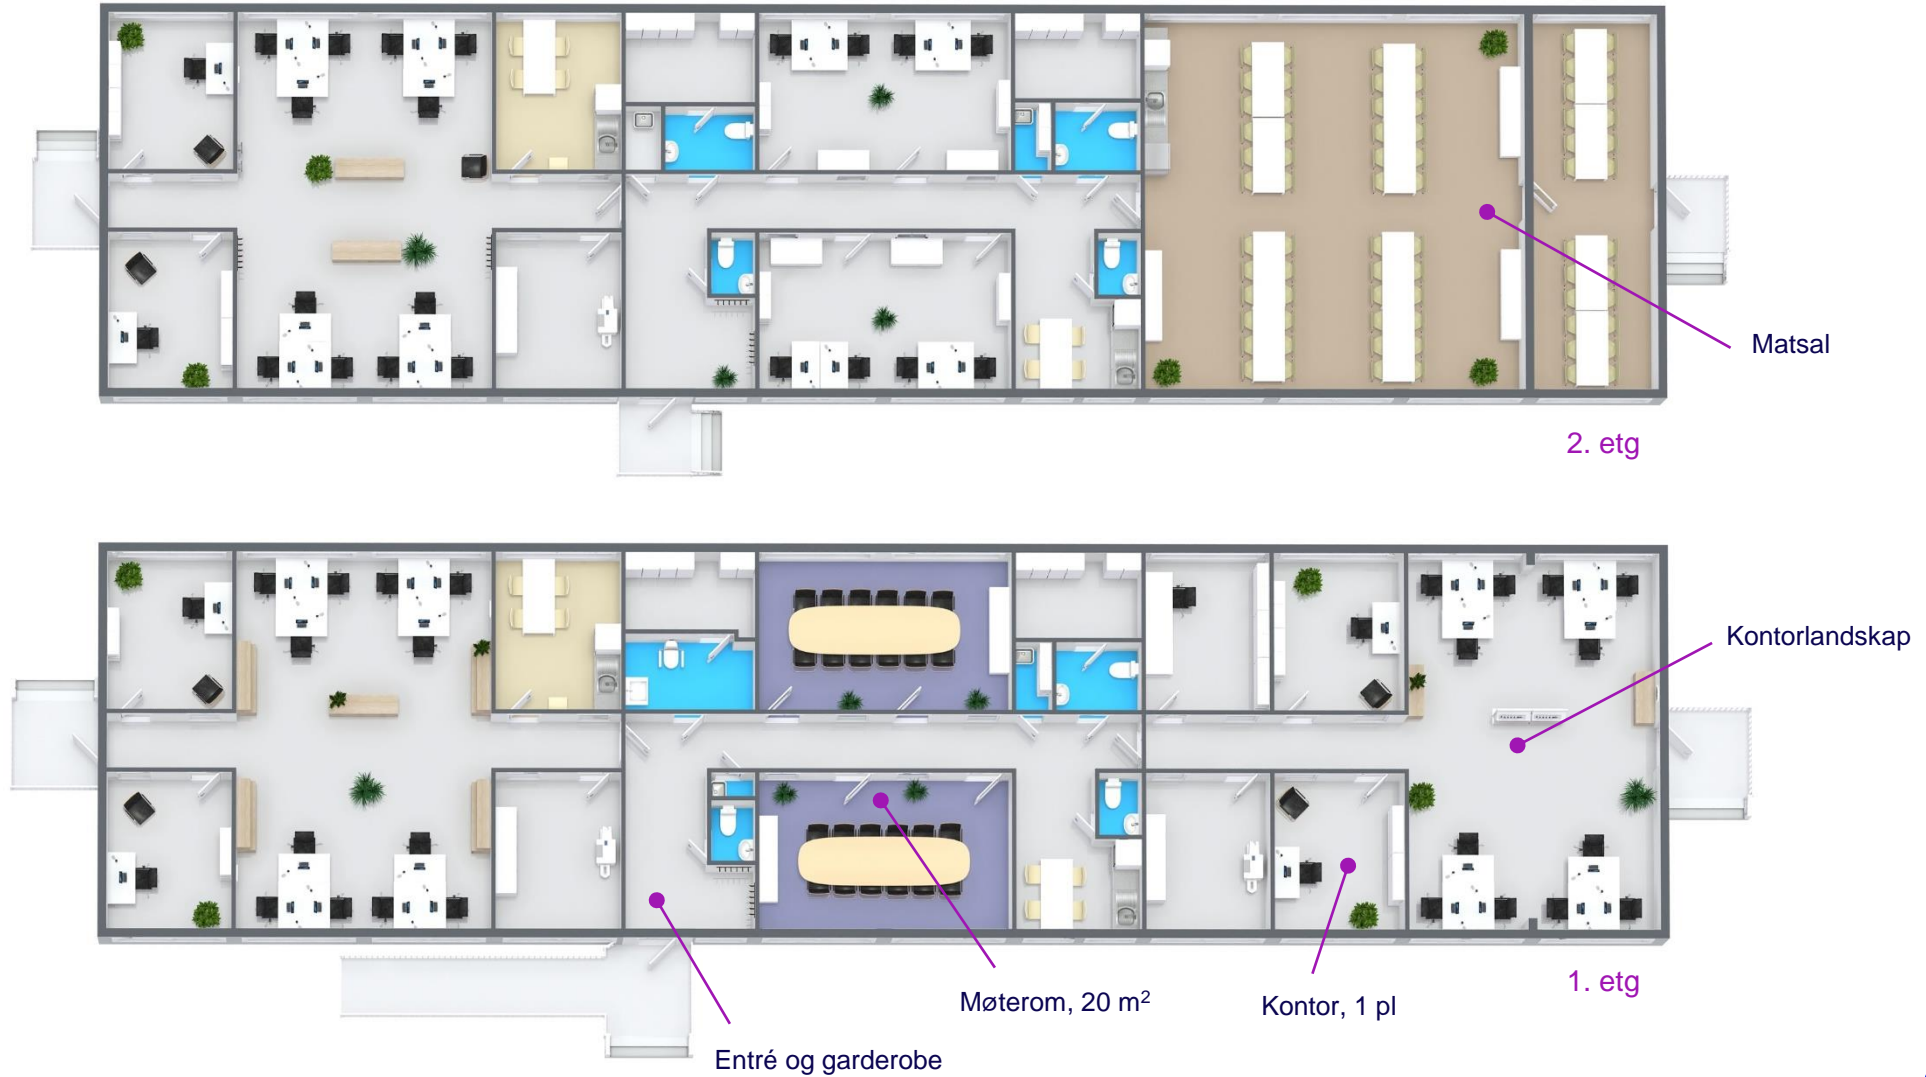 Matsal
2. etg
Kontorlandskap
1. etg
Møterom, 20 m²
Kontor, 1 pl
Entré og garderobe